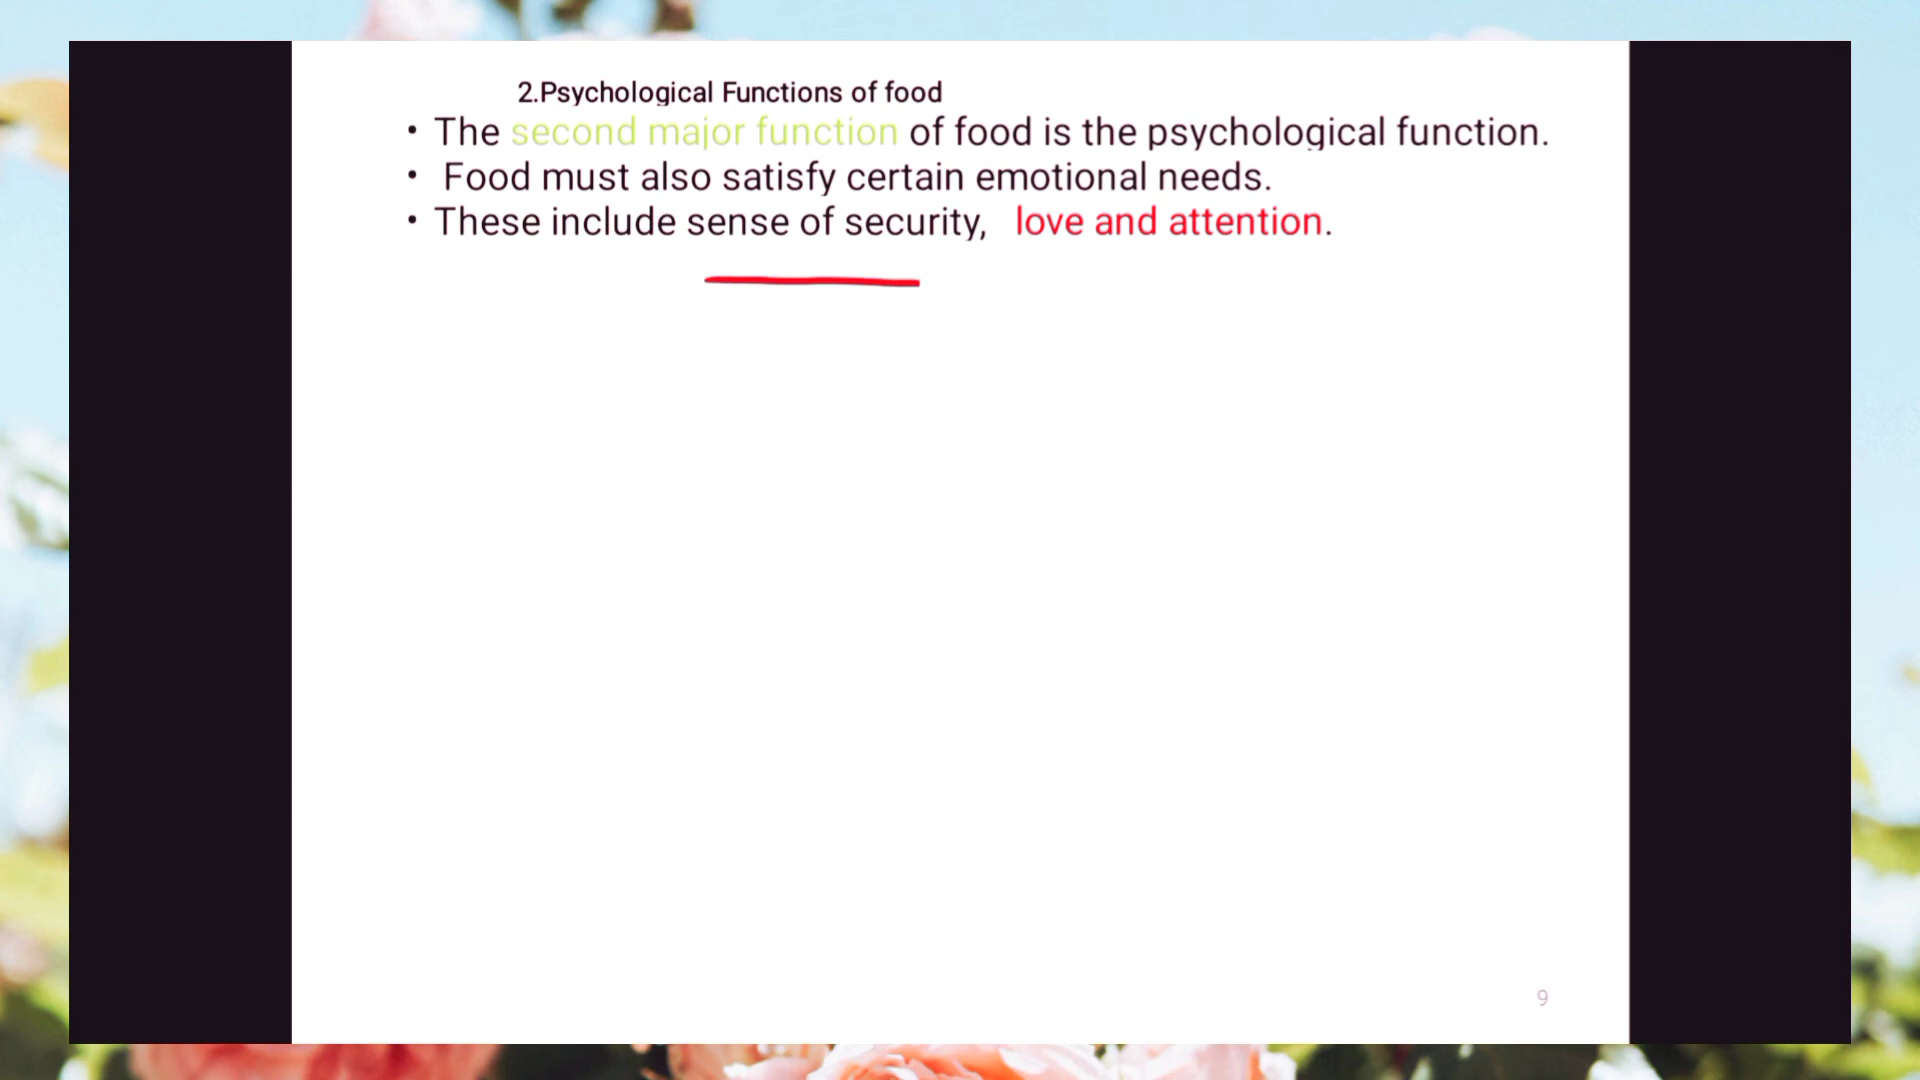 2.Psychological Functions of food
• The second major function of food is the psychological function.
• Food must also satisfy certain emotional needs.
• These include sense of security, love and attention.
9